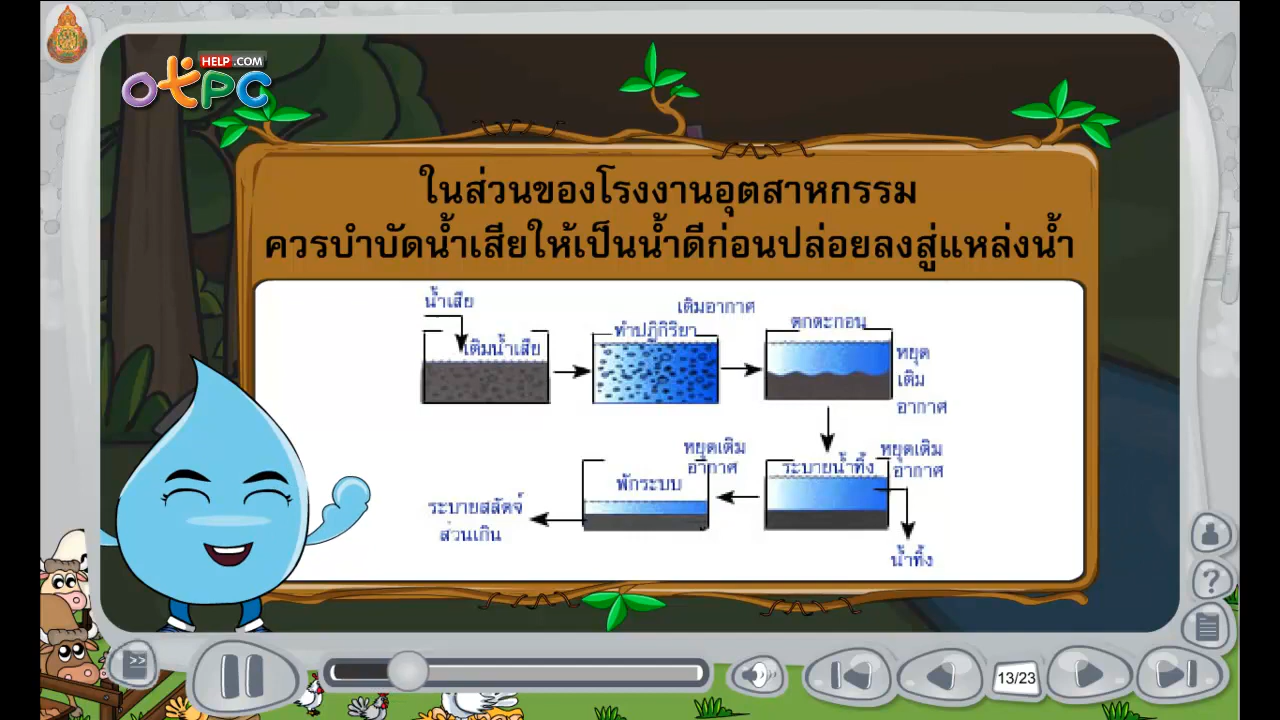 HELP.COM
OTPC
ในส่วนของโรงงานอุตสาหกรรม
ควรบำบัดน้ำเสียให้เป็นน้ำดีก่อนปล่อยลงสู่แหล่งน้ำ
น้ำเสีย
เติมน้ำเสีย
เติมอากาศ
ทำปฏิกิริยา
ตกตะกอน
หยุด
เติม
อากาศ
หยุดเติม
อากาศ
ระบายน้ำทิ้ง
น้ำทิ้ง
หยุดเติม
อากาศ
พักระบบ
ระบายสลัดจ์
ส่วนเกิน
>>
?
13/23